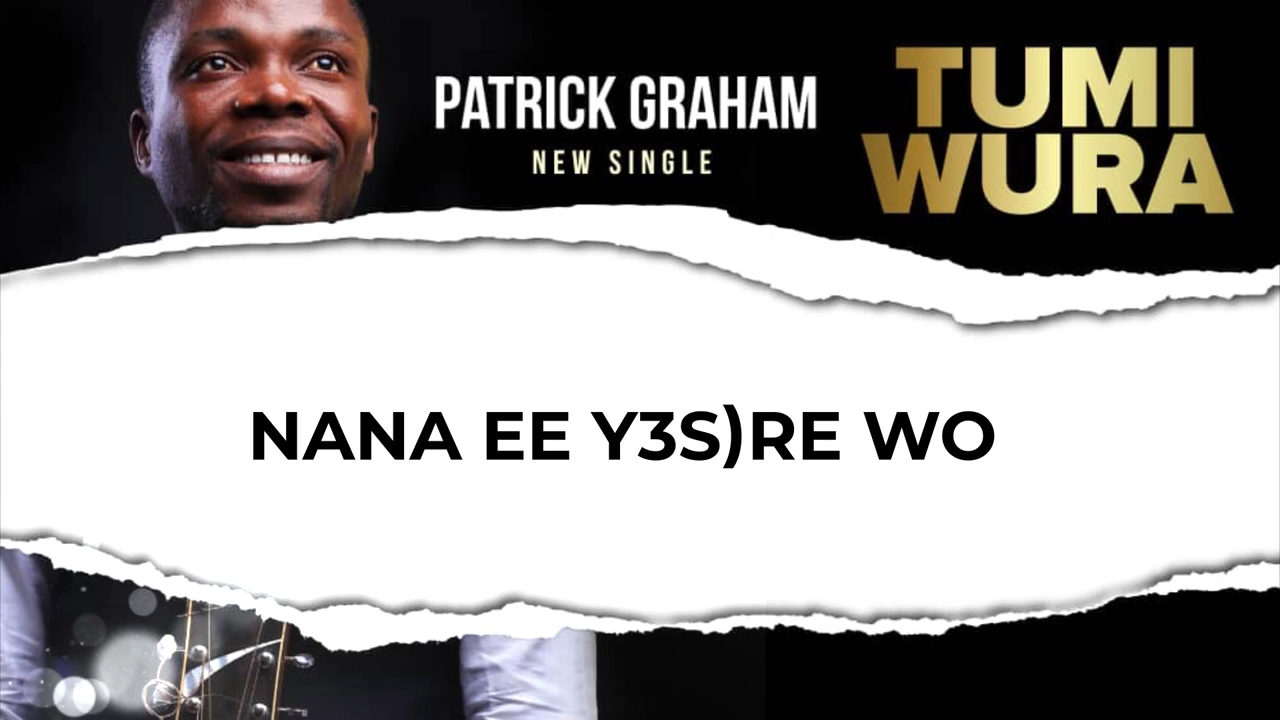 PATRICK GRAHAM
NEW SINGLE
TUMI
WURA
NANA EE Y3S)RE WO